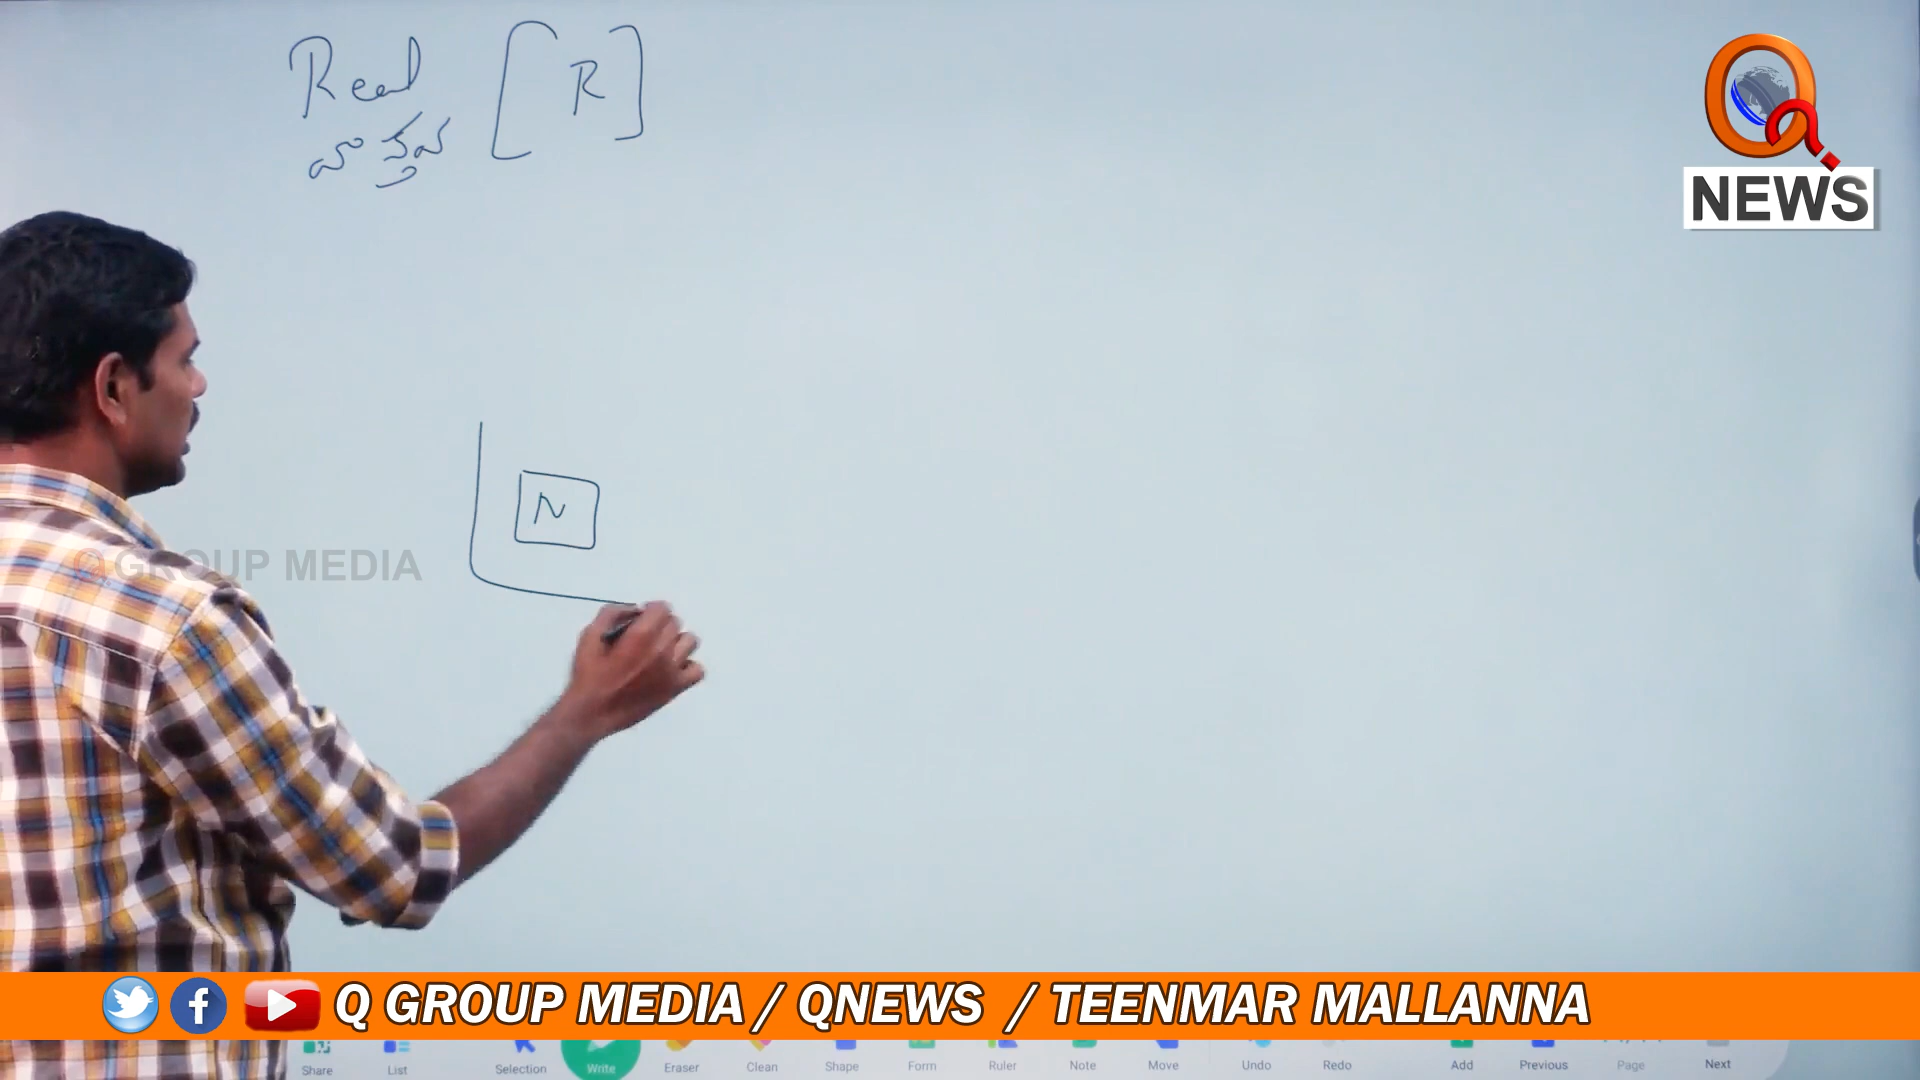 Real [ R ]
వాస్తవ
N
Q NEWS
Q GROUP MEDIA
Q GROUP MEDIA / QNEWS / TEENMAR MALLANNA
Share List Selection Write Eraser Clean Shape Form Ruler Note Move Undo Redo Add Previous Page Next